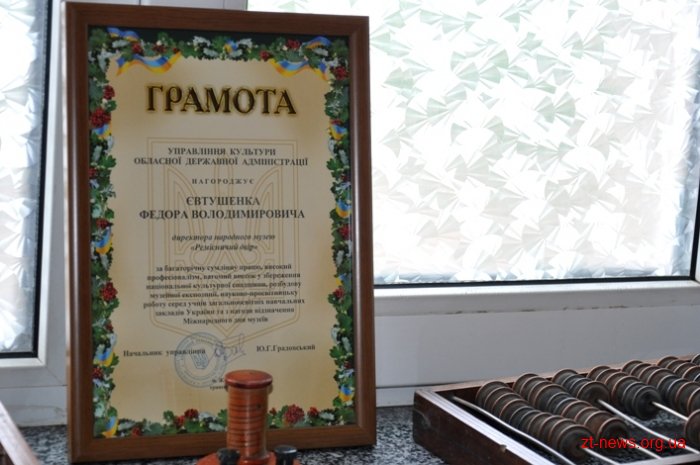 ГРАМОТА
УПРАВЛІННЯ КУЛЬТУРИ
ОБЛАСНОЇ ДЕРЖАВНОЇ АДМІНІСТРАЦІЇ
НАГОРОДЖУЄ
ЄВТУШЕНКА
ФЕДОРА ВОЛОДИМИРОВИЧА
директора народного музею
«Ремісничий двір»
за багаторічну сумлінну працю, високий
професіоналізм, вагомий внесок у збереження
національної культурної спадщини, розбудову
музейної експозиції, науково-просвітницьку
роботу серед учнів загальноосвітніх навчальних
закладів України та з нагоди відзначення
Міжнародного дня музеїв
Начальник управління Ю.Г.Градовський
м. Ж
травень
zt-news.org.ua